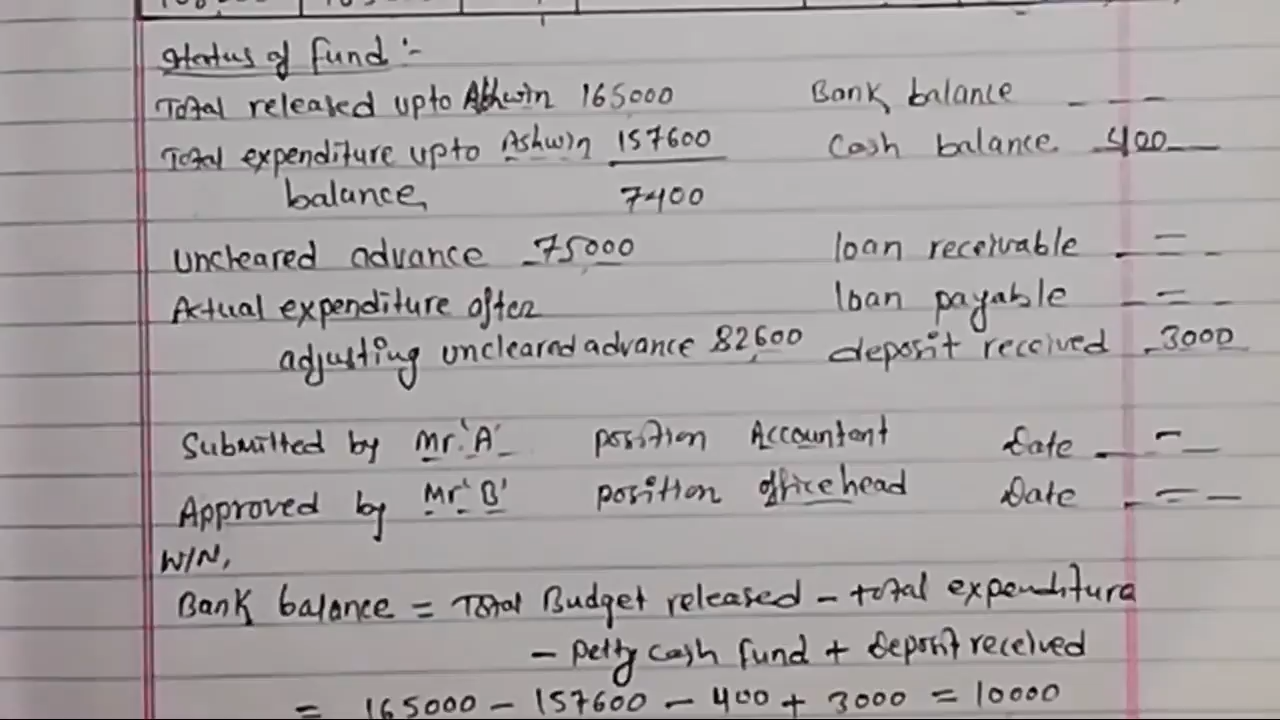 Status of fund :-
Total released upto Ashwin 165000 Bank balance - - -
Total expenditure upto Ashwin 157600 Cash balance 400
balance 7400
Uncleared advance 75000 loan receivable - = -
Actual expenditure after loan payable - = -
adjusting uncleared advance 82600 deposit received 3000
Submitted by Mr. 'A' position Accountant Date - - -
Approved by Mr 'B' position office head Date - = -
W/N,
Bank balance = Total Budget released - total expenditure
- petty cash fund + deposit received
= 165000 - 157600 - 400 + 3000 = 10000